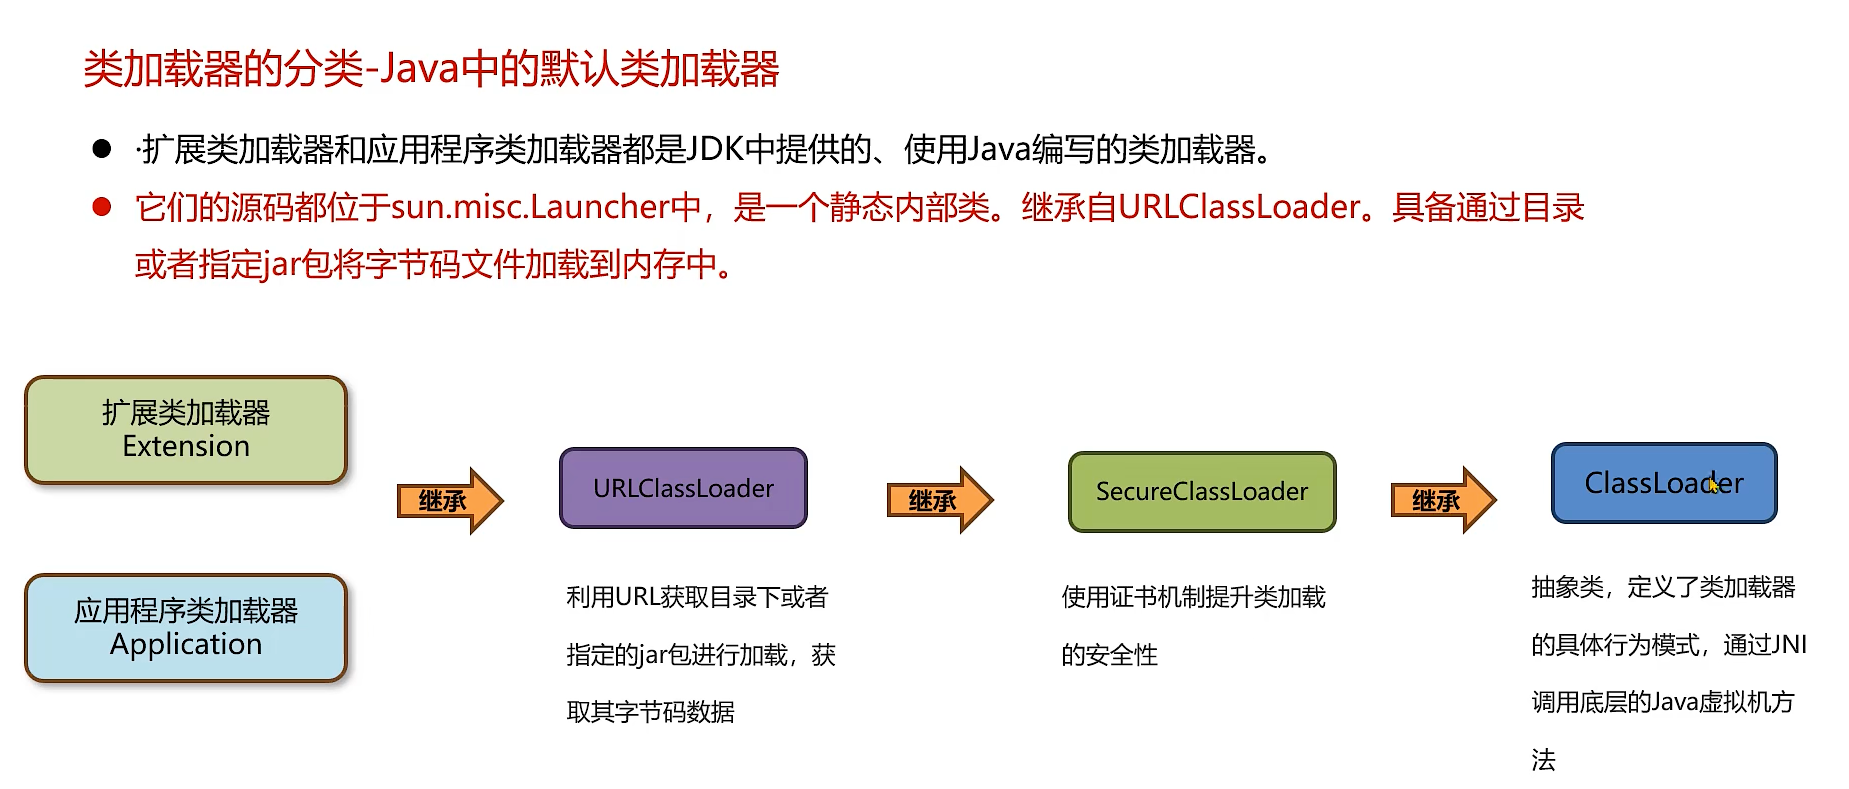 类加载器的分类-Java中的默认类加载器
·扩展类加载器和应用程序类加载器都是JDK中提供的、使用Java编写的类加载器。
它们的源码都位于sun.misc.Launcher中，是一个静态内部类。继承自URLClassLoader。具备通过目录
或者指定jar包将字节码文件加载到内存中。
扩展类加载器
Extension
应用程序类加载器
Application
继承
URLClassLoader
利用URL获取目录下或者
指定的jar包进行加载，获
取其字节码数据
继承
SecureClassLoader
使用证书机制提升类加载
的安全性
继承
ClassLoader
抽象类，定义了类加载器
的具体行为模式，通过JNI
调用底层的Java虚拟机方
法